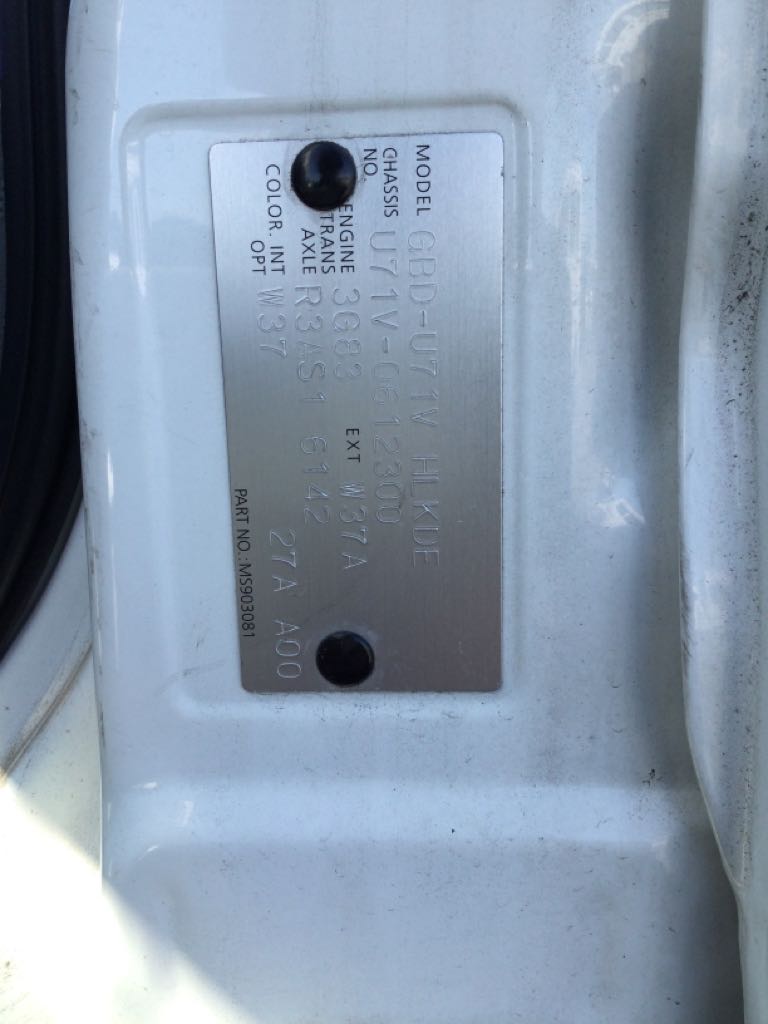 MODEL GBD-U71V HLKDE
CHASSIS NO. U71V-0612300
ENGINE 3G83 EXT W37A
TRANS AXLE R3AS1 6142
COLOR. INT OPT W37 27A A00
PART NO.: MS903081